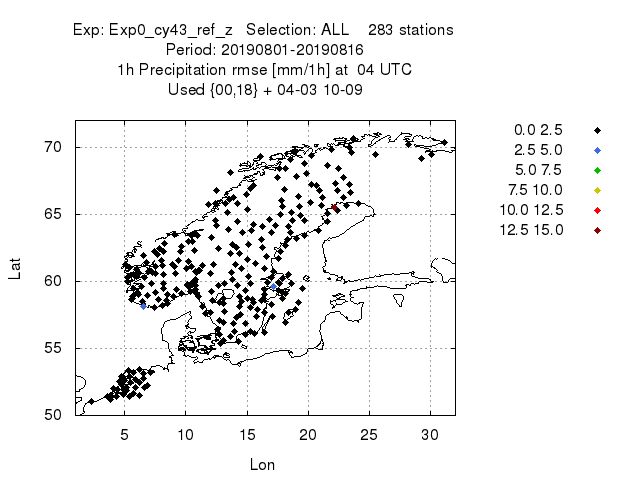 Exp: Exp0_cy43_ref_z   Selection: ALL    283 stations
Period: 20190801-20190816
1h Precipitation rmse [mm/1h] at  04 UTC
Used {00,18} + 04-03 10-09
0.0 2.5
2.5 5.0
5.0 7.5
7.5 10.0
10.0 12.5
12.5 15.0
70
65
60
55
50
Lat
5 10 15 20 25 30
Lon